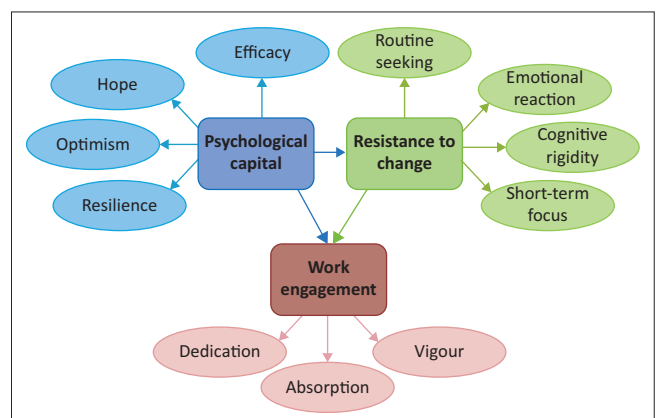 Efficacy
Routine
seeking
Hope
Emotional
reaction
Optimism
Psychological
capital
Resistance to
change
Cognitive
rigidity
Resilience
Short-term
focus
Work
engagement
Dedication
Vigour
Absorption